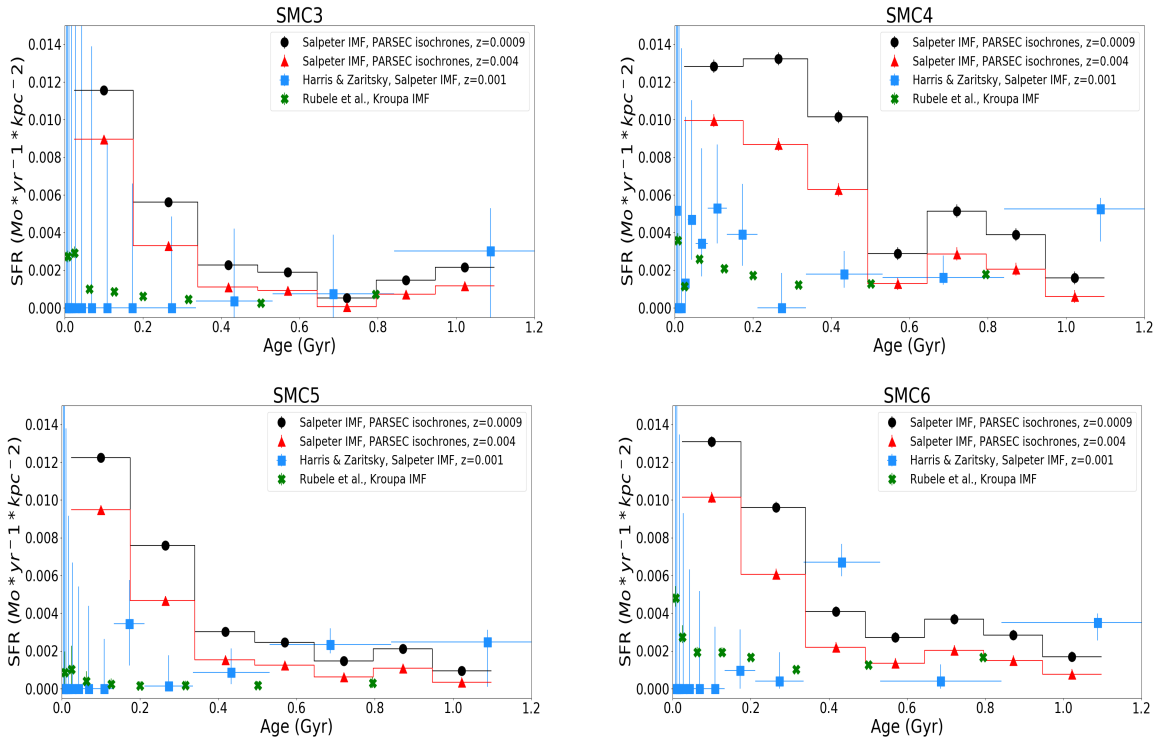 SMC3
SFR (Mo * yr − 1 * kpc − 2)
0.014
0.012
0.010
0.008
0.006
0.004
0.002
0.000
Salpeter IMF, PARSEC isochrones, z=0.0009
Salpeter IMF, PARSEC isochrones, z=0.004
Harris & Zaritsky, Salpeter IMF, z=0.001
Rubele et al., Kroupa IMF
0.0 0.2 0.4 0.6 0.8 1.0 1.2
Age (Gyr)
SMC4
SFR (Mo * yr − 1 * kpc − 2)
0.014
0.012
0.010
0.008
0.006
0.004
0.002
0.000
Salpeter IMF, PARSEC isochrones, z=0.0009
Salpeter IMF, PARSEC isochrones, z=0.004
Harris & Zaritsky, Salpeter IMF, z=0.001
Rubele et al., Kroupa IMF
0.0 0.2 0.4 0.6 0.8 1.0 1.2
Age (Gyr)
SMC5
SFR (Mo * yr − 1 * kpc − 2)
0.014
0.012
0.010
0.008
0.006
0.004
0.002
0.000
Salpeter IMF, PARSEC isochrones, z=0.0009
Salpeter IMF, PARSEC isochrones, z=0.004
Harris & Zaritsky, Salpeter IMF, z=0.001
Rubele et al., Kroupa IMF
0.0 0.2 0.4 0.6 0.8 1.0 1.2
Age (Gyr)
SMC6
SFR (Mo * yr − 1 * kpc − 2)
0.014
0.012
0.010
0.008
0.006
0.004
0.002
0.000
Salpeter IMF, PARSEC isochrones, z=0.0009
Salpeter IMF, PARSEC isochrones, z=0.004
Harris & Zaritsky, Salpeter IMF, z=0.001
Rubele et al., Kroupa IMF
0.0 0.2 0.4 0.6 0.8 1.0 1.2
Age (Gyr)